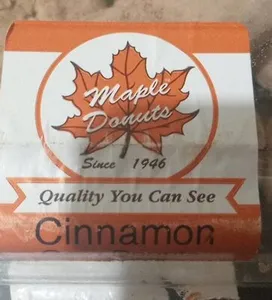 Maple
Donuts
Since 1946
Quality You Can See
Cinnamon